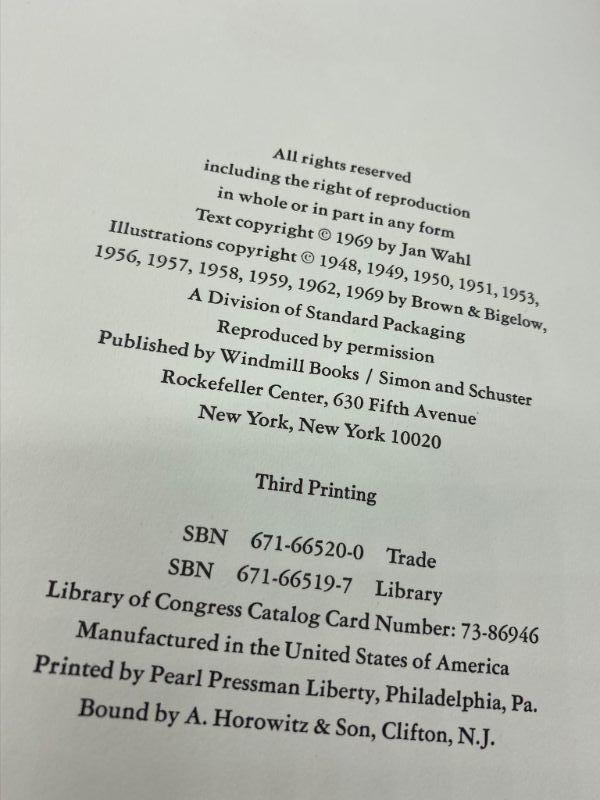 All rights reserved
including the right of reproduction
in whole or in part in any form
Text copyright © 1969 by Jan Wahl
Illustrations copyright © 1948, 1949, 1950, 1951, 1953,
1956, 1957, 1958, 1959, 1962, 1969 by Brown & Bigelow,
A Division of Standard Packaging
Reproduced by permission
Published by Windmill Books / Simon and Schuster
Rockefeller Center, 630 Fifth Avenue
New York, New York 10020
Third Printing
SBN 671-66520-0 Trade
SBN 671-66519-7 Library
Library of Congress Catalog Card Number: 73-86946
Manufactured in the United States of America
Printed by Pearl Pressman Liberty, Philadelphia, Pa.
Bound by A. Horowitz & Son, Clifton, N.J.